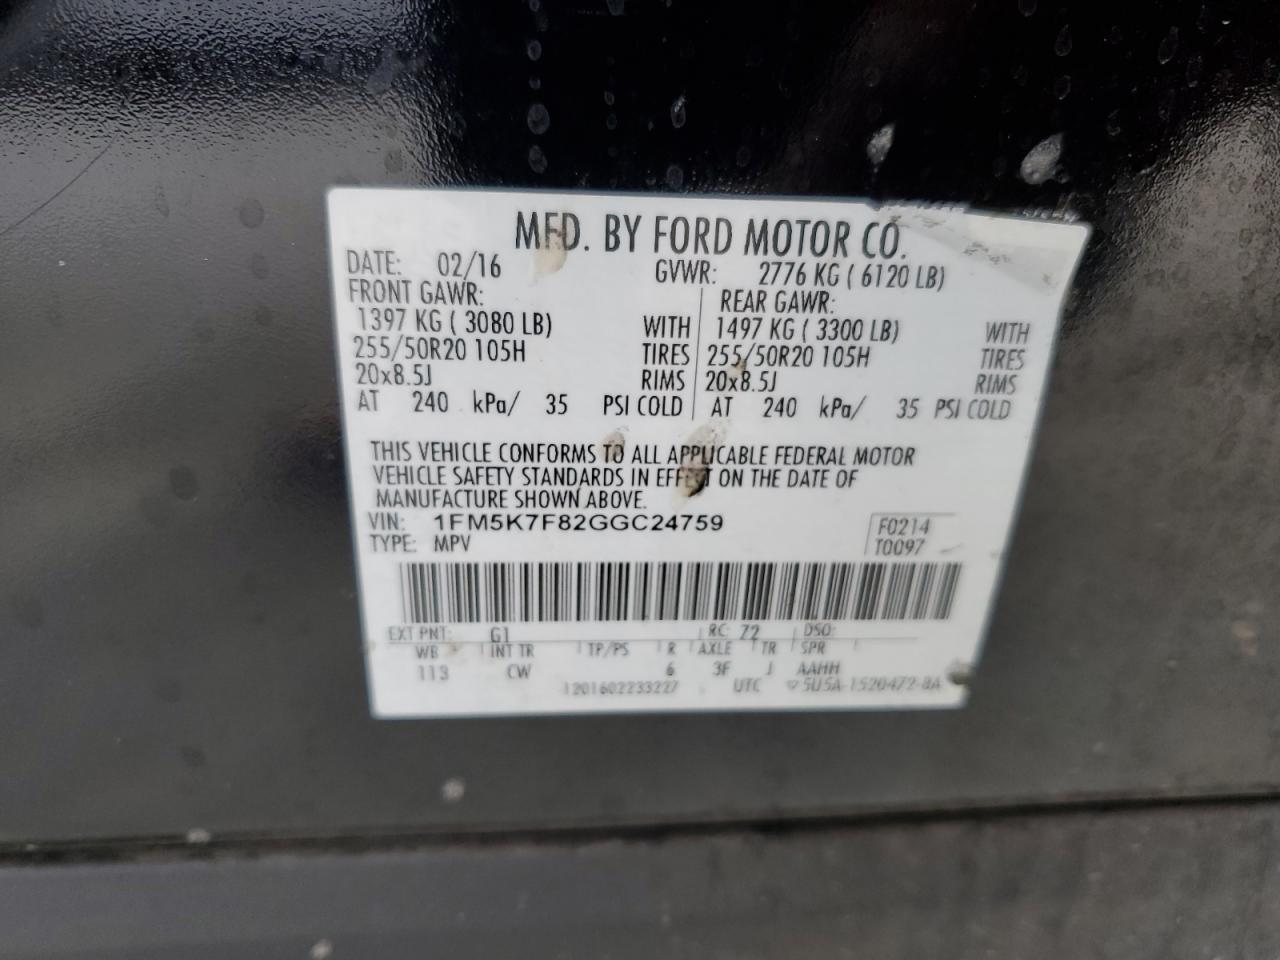 MFD. BY FORD MOTOR CO.
DATE: 02/16 GVWR: 2776 KG ( 6120 LB)
FRONT GAWR: REAR GAWR:
1397 KG ( 3080 LB) WITH 1497 KG ( 3300 LB) WITH
255/50R20 105H TIRES 255/50R20 105H TIRES
20x8.5J RIMS 20x8.5J RIMS
AT 240 kPa/ 35 PSI COLD AT 240 kPa/ 35 PSI COLD
THIS VEHICLE CONFORMS TO ALL APPLICABLE FEDERAL MOTOR
VEHICLE SAFETY STANDARDS IN EFFECT ON THE DATE OF
MANUFACTURE SHOWN ABOVE.
VIN: 1FM5K7F82GGC24759 F0214
TYPE: MPV T0097
EXT PNT: G1 RC: 72 DSO:
WB INT TR TP/PS R AXLE TR SPR
113 CW 6 3F J AAHH
1201602233227 UTC ▽5U5A-1520472-BA